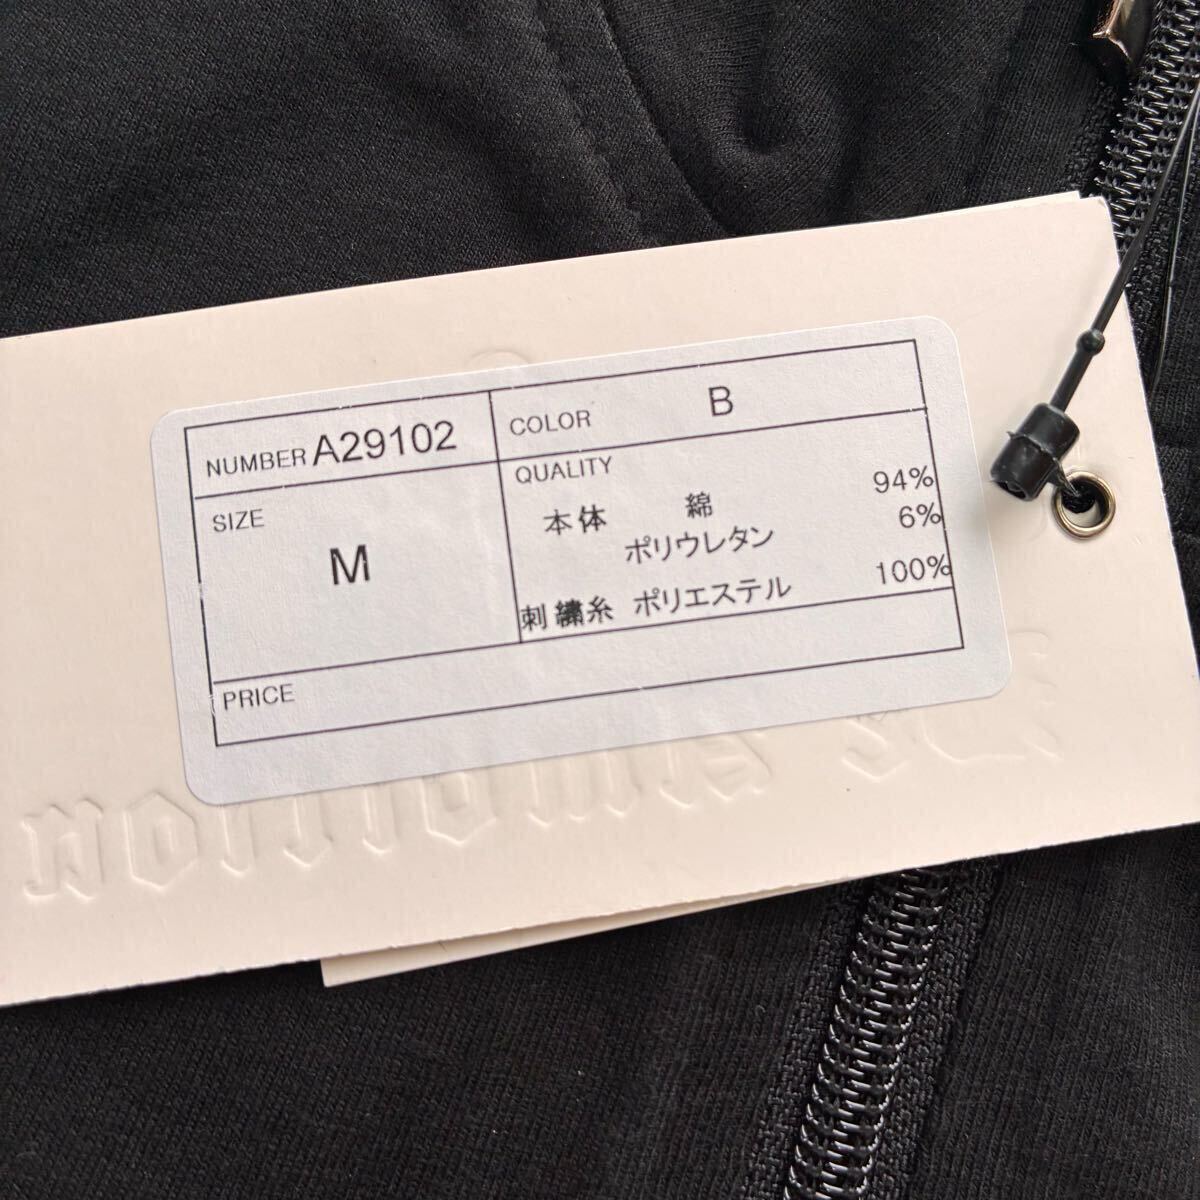 NUMBER A29102
COLOR B
SIZE
M
QUALITY
本体 綿 94%
ポリウレタン 6%
刺繍糸 ポリエステル 100%
PRICE